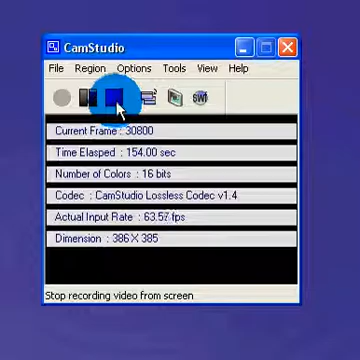 CamStudio
File Region Options Tools View Help
Current Frame : 30800
Time Elasped : 154.00 sec
Number of Colors : 16 bits
Codec : CamStudio Lossless Codec v1.4
Actual Input Rate : 63.57 fps
Dimension : 386 X 385
Stop recording video from screen